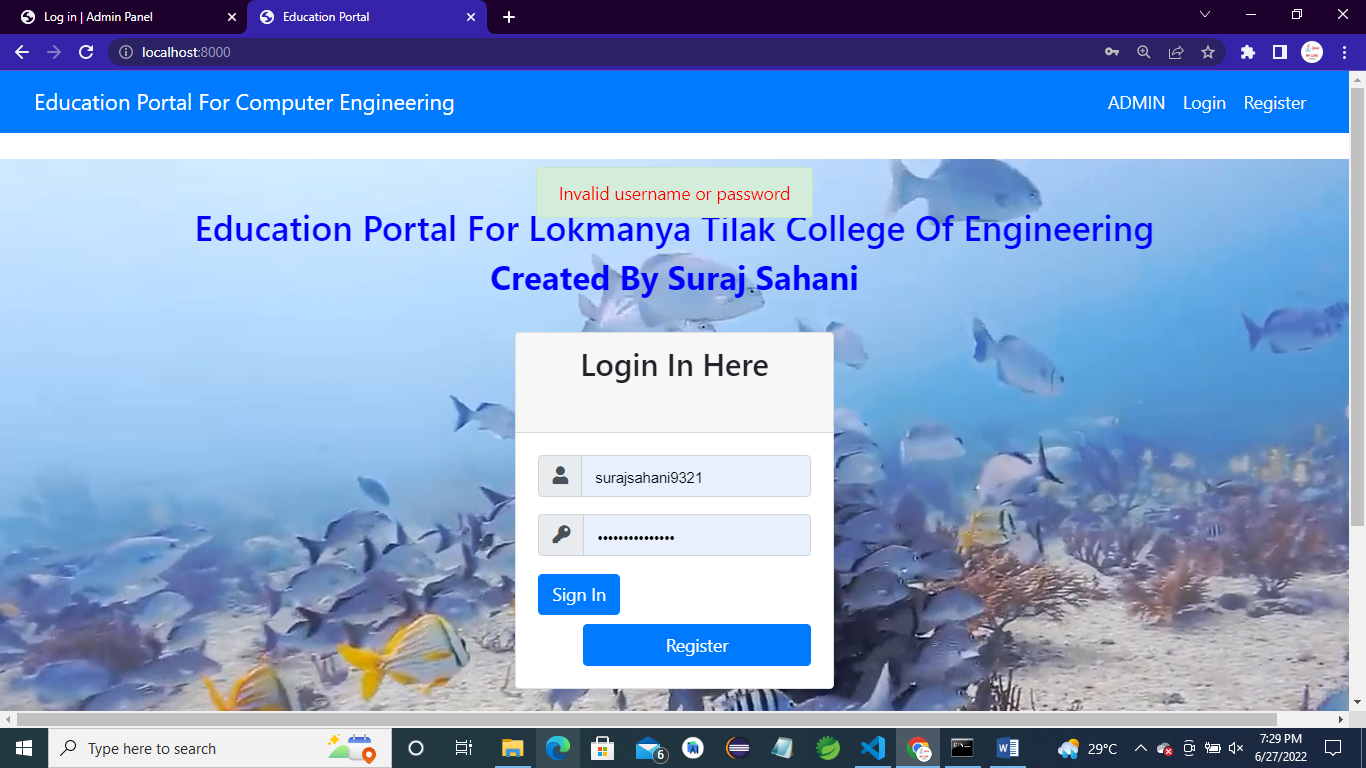 Log in | Admin Panel
Education Portal
localhost:8000
Education Portal For Computer Engineering
ADMIN Login Register
Invalid username or password
Education Portal For Lokmanya Tilak College Of Engineering
Created By Suraj Sahani
Login In Here
surajsahani9321
•••••••••••••••
Sign In
Register
Type here to search
6
29°C
7:29 PM
6/27/2022